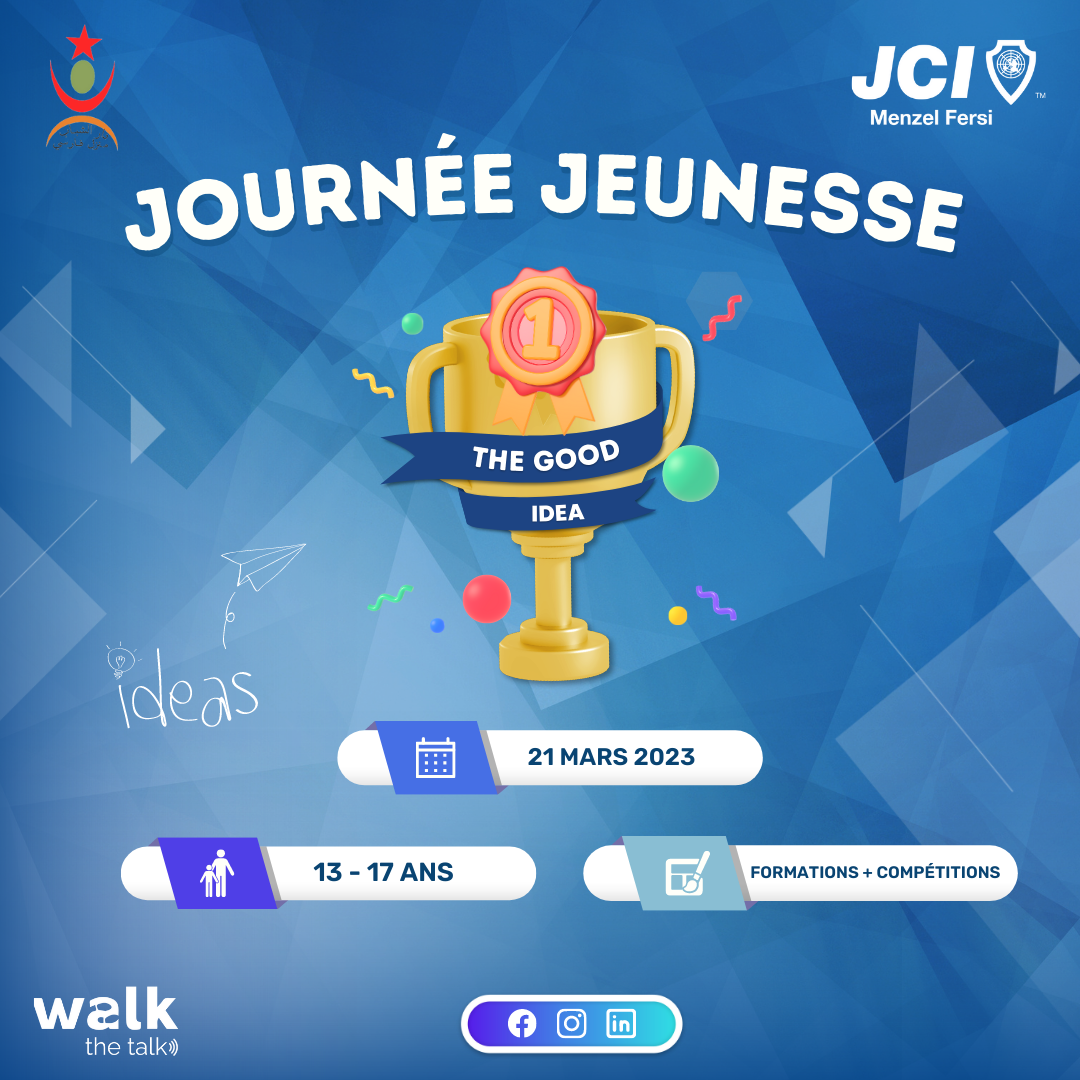 JCI
TM
Menzel Fersi
JOURNÉE JEUNESSE
1
THE GOOD
IDEA
ideas
21 MARS 2023
13 - 17 ANS
FORMATIONS + COMPÉTITIONS
walk
the talk